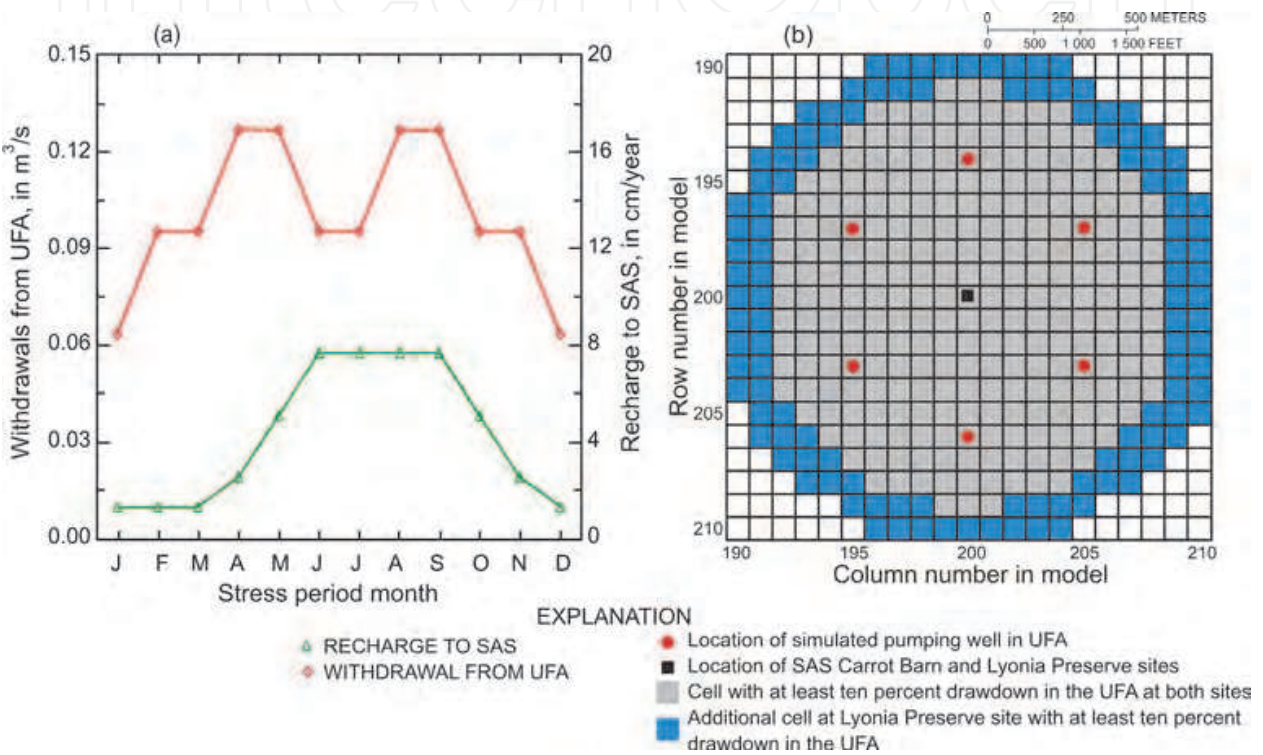 (a)
(b)
0 250 500 METERS
0 500 1 000 1 500 FEET
Withdrawals from UFA, in m³/s
0.15
0.12
0.09
0.06
0.03
0.00
20
16
12
8
4
0
Recharge to SAS, in cm/year
J F M A M J J A S O N D
Stress period month
Row number in model
190
195
200
205
210
190 195 200 205 210
Column number in model
EXPLANATION
RECHARGE TO SAS
WITHDRAWAL FROM UFA
Location of simulated pumping well in UFA
Location of SAS Carrot Barn and Lyonia Preserve sites
Cell with at least ten percent drawdown in the UFA at both sites
Additional cell at Lyonia Preserve site with at least ten percent
drawdown in the UFA